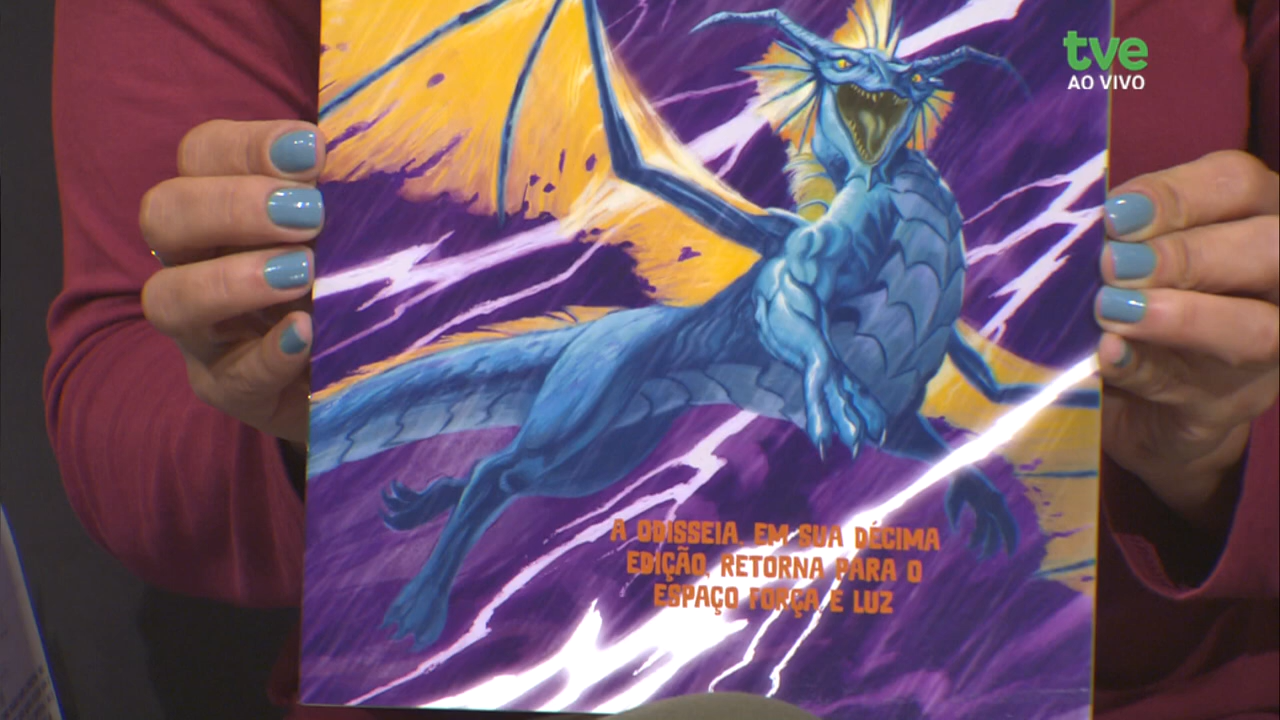 tve
AO VIVO
A ODISSEIA, EM SUA DÉCIMA
EDIÇÃO, RETORNA PARA O
ESPAÇO FORÇA E LUZ